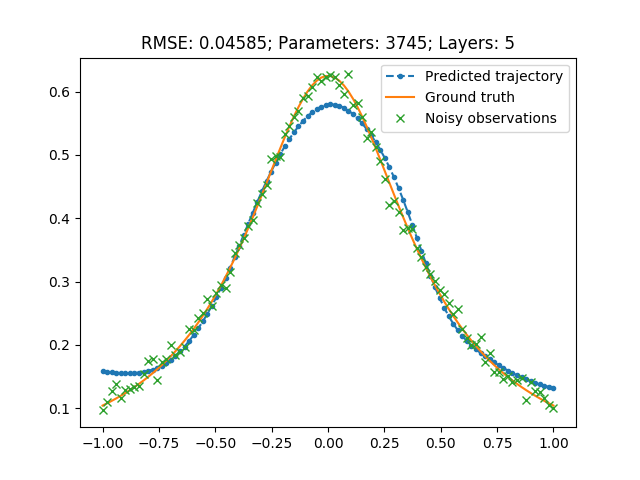 RMSE: 0.04585; Parameters: 3745; Layers: 5
Predicted trajectory
Ground truth
Noisy observations
0.6
0.5
0.4
0.3
0.2
0.1
−1.00 −0.75 −0.50 −0.25 0.00 0.25 0.50 0.75 1.00